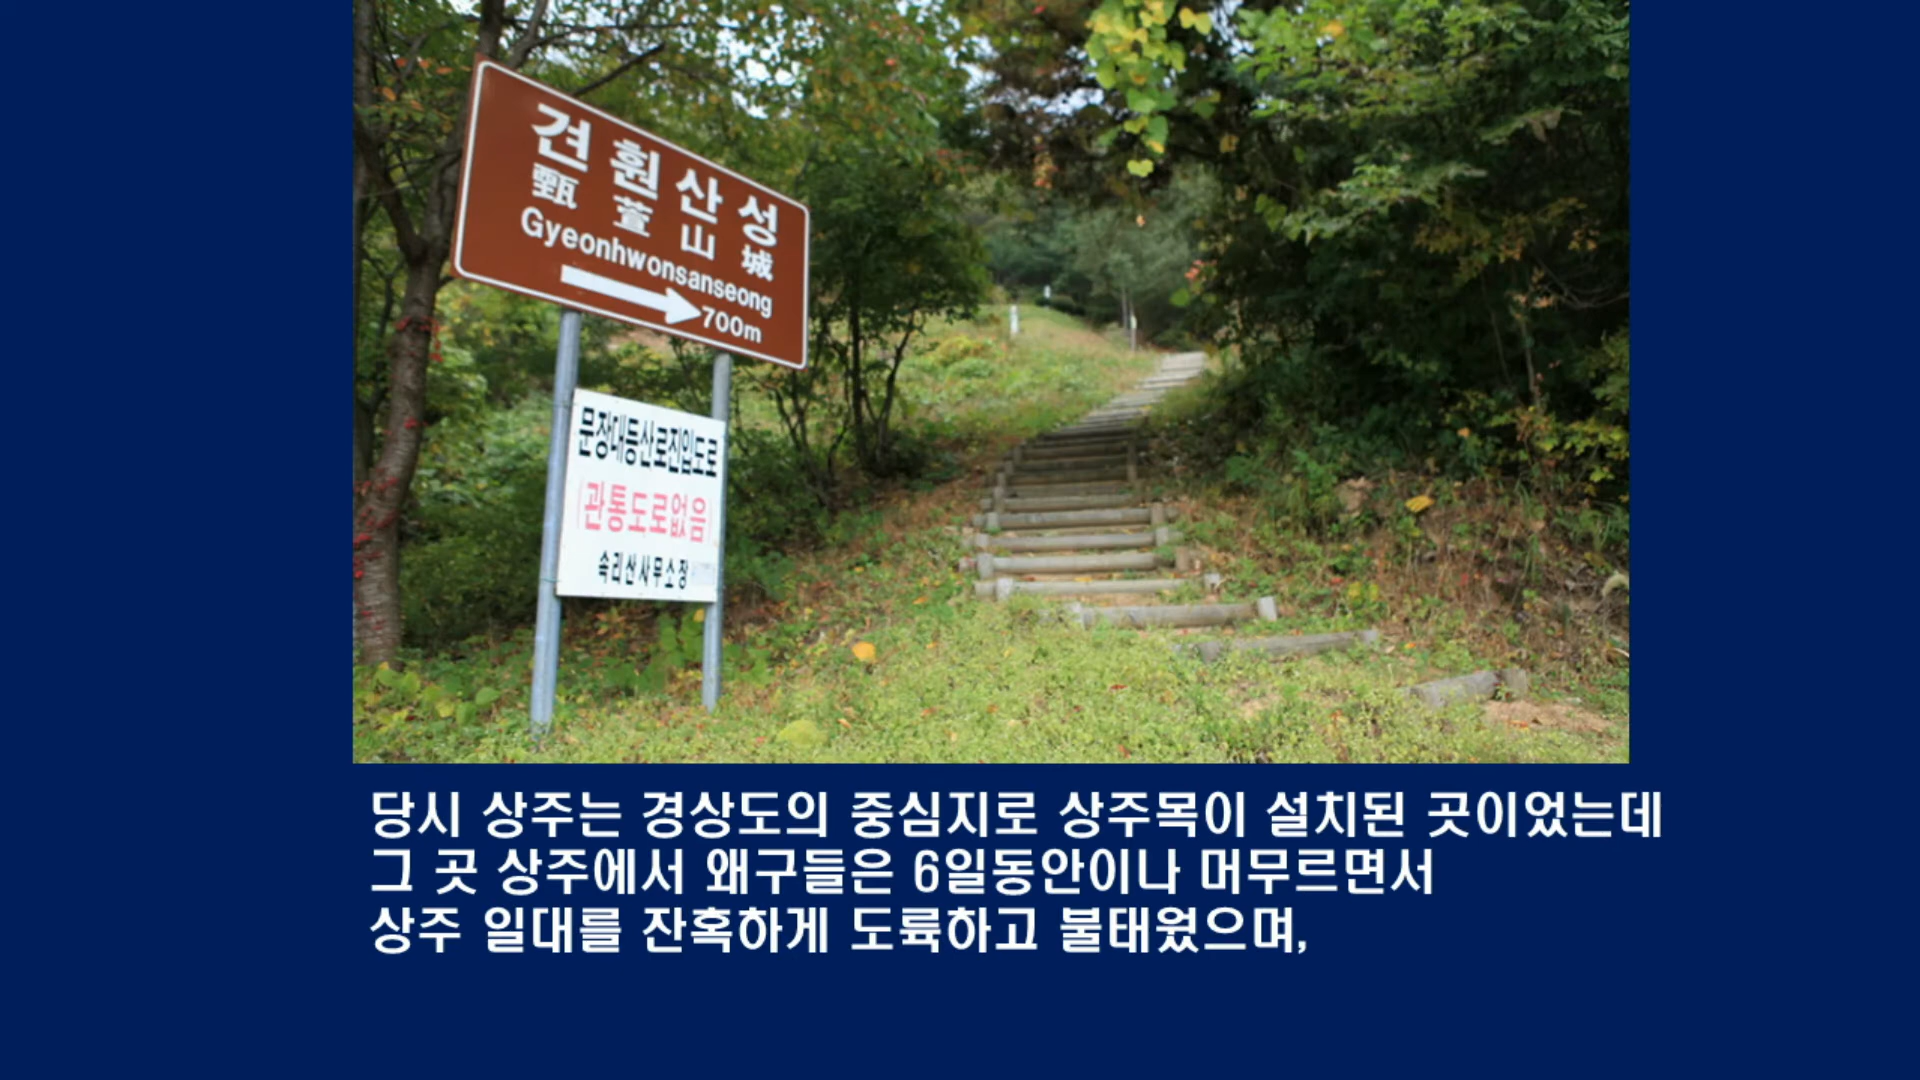 견훤산성
甄萱山城
Gyeonhwonsanseong
700m
문장대등산로진입도로
관통도로없음
속리산사무소장
당시 상주는 경상도의 중심지로 상주목이 설치된 곳이었는데
그 곳 상주에서 왜구들은 6일동안이나 머무르면서
상주 일대를 잔혹하게 도륙하고 불태웠으며,